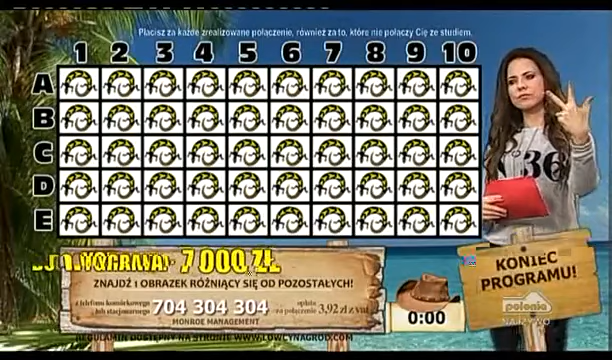 Płacisz za każde zrealizowane połączenie, również za to, które nie połączy Cię ze studiem.
1 2 3 4 5 6 7 8 9 10
A
B
C
D
E
36
7000 ZŁ
ZNAJDŹ 1 OBRAZEK RÓŻNIĄCY SIĘ OD POZOSTAŁYCH!
z telefonu komórkowego
lub stacjonarnego
704 304 304
opłata
za połączenie 3,92 zł z vat
MONROE MANAGEMENT
REGULAMIN DOSTĘPNY NA STRONIE WWW.LOWCYNAGROD.COM
0:00
KONIEC
PROGRAMU!
polonia
NA ŻYWO